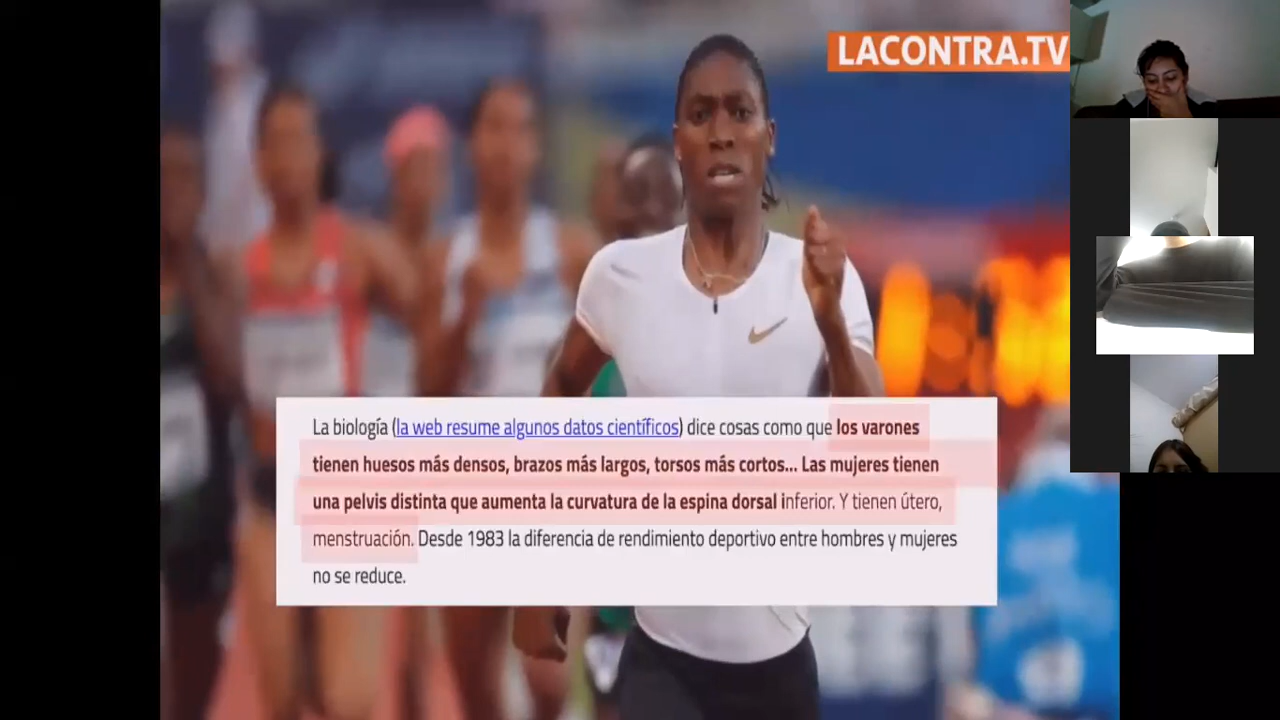 LACONTRA.TV
La biología (la web resume algunos datos científicos) dice cosas como que los varones
tienen huesos más densos, brazos más largos, torsos más cortos... Las mujeres tienen
una pelvis distinta que aumenta la curvatura de la espina dorsal inferior. Y tienen útero,
menstruación. Desde 1983 la diferencia de rendimiento deportivo entre hombres y mujeres
no se reduce.